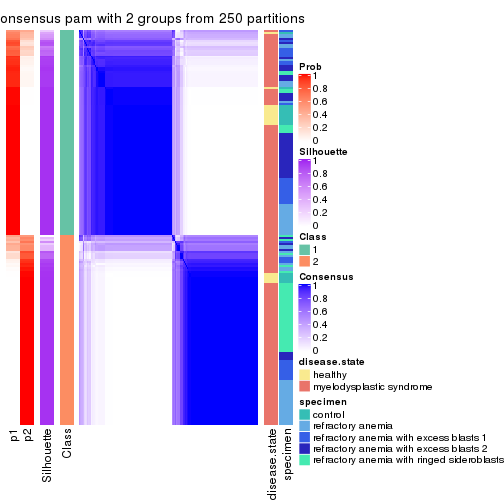 onsensus pam with 2 groups from 250 partitions
Prob
1
0.8
0.6
0.4
0.2
0
Silhouette
1
0.8
0.6
0.4
0.2
0
Class
1
2
Consensus
1
0.8
0.6
0.4
0.2
0
disease.state
healthy
myelodysplastic syndrome
specimen
control
refractory anemia
refractory anemia with excess blasts 1
refractory anemia with excess blasts 2
refractory anemia with ringed sideroblasts
p1
p2
Silhouette
Class
disease.state
specimen